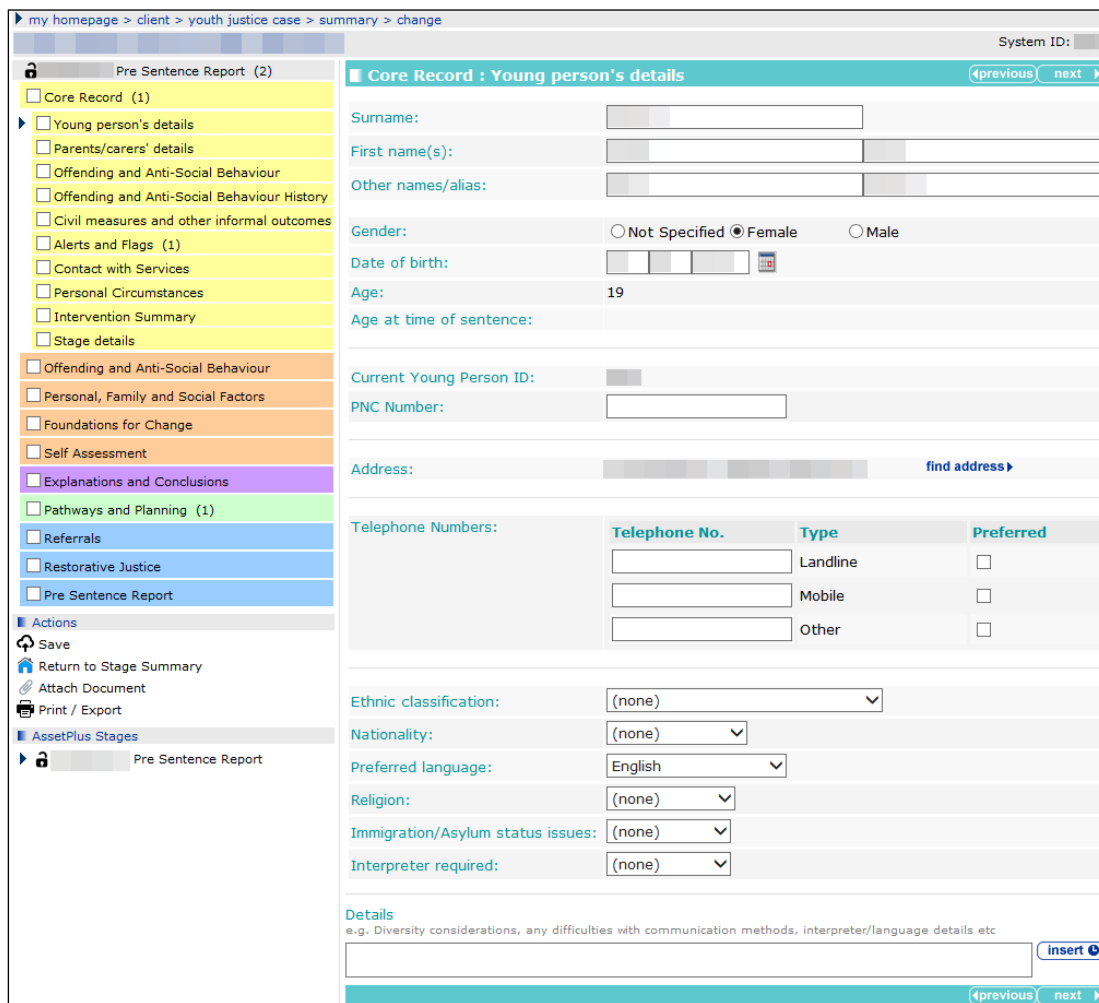 my homepage > client > youth justice case > summary > change
System ID:
Pre Sentence Report (2)
Core Record (1)
Young person's details
Parents/carers' details
Offending and Anti-Social Behaviour
Offending and Anti-Social Behaviour History
Civil measures and other informal outcomes
Alerts and Flags (1)
Contact with Services
Personal Circumstances
Intervention Summary
Stage details
Offending and Anti-Social Behaviour
Personal, Family and Social Factors
Foundations for Change
Self Assessment
Explanations and Conclusions
Pathways and Planning (1)
Referrals
Restorative Justice
Pre Sentence Report
Actions
Save
Return to Stage Summary
Attach Document
Print / Export
AssetPlus Stages
Pre Sentence Report
Core Record : Young person's details
previous next
Surname:
First name(s):
Other names/alias:
Gender: Not Specified Female Male
Date of birth:
Age: 19
Age at time of sentence:
Current Young Person ID:
PNC Number:
Address: find address
Telephone Numbers: Telephone No. Type Preferred
Landline
Mobile
Other
Ethnic classification: (none)
Nationality: (none)
Preferred language: English
Religion: (none)
Immigration/Asylum status issues: (none)
Interpreter required: (none)
Details
e.g. Diversity considerations, any difficulties with communication methods, interpreter/language details etc
insert
previous next